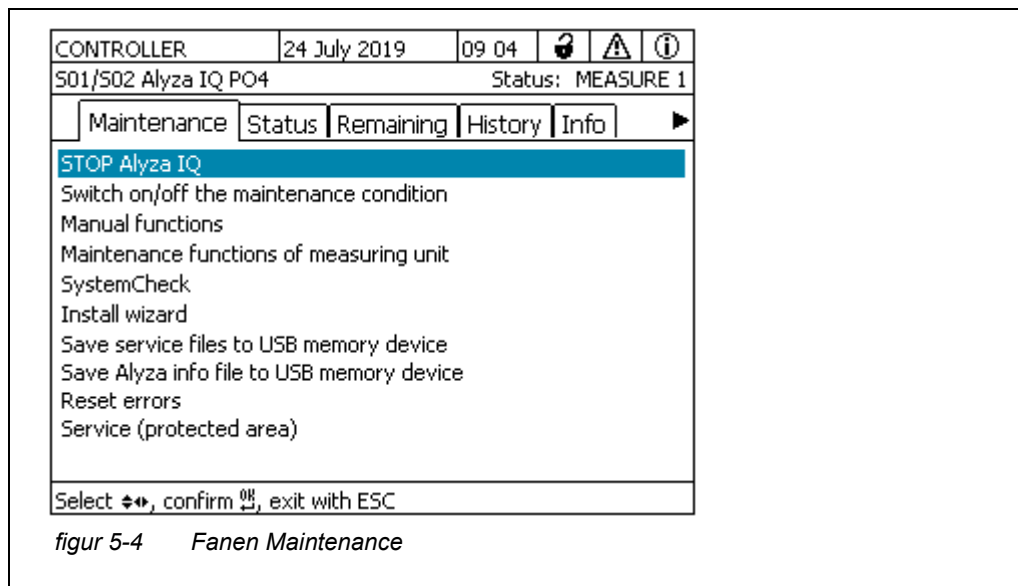 CONTROLLER 24 July 2019 09 04
S01/S02 Alyza IQ PO4 Status: MEASURE 1
Maintenance Status Remaining History Info
STOP Alyza IQ
Switch on/off the maintenance condition
Manual functions
Maintenance functions of measuring unit
SystemCheck
Install wizard
Save service files to USB memory device
Save Alyza info file to USB memory device
Reset errors
Service (protected area)
Select , confirm OK, exit with ESC
figur 5-4 Fanen Maintenance